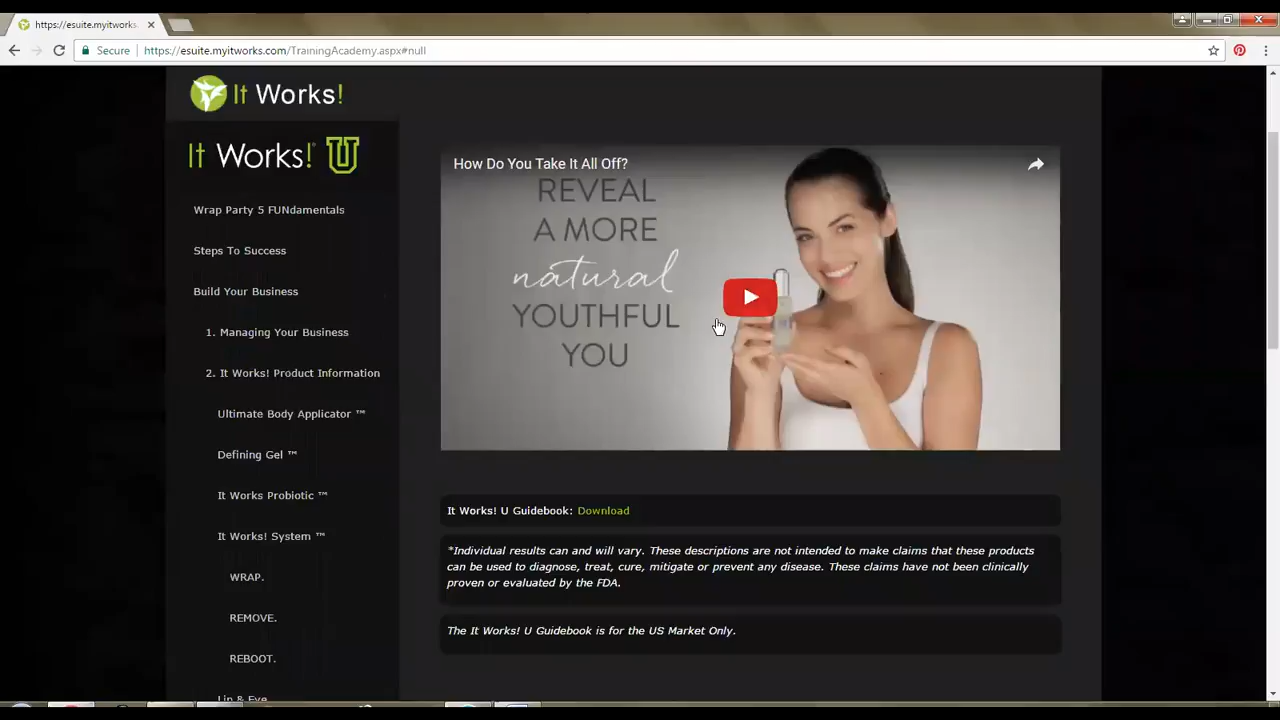 https://esuite.myitworks.
Secure
https://esuite.myitworks.com/TrainingAcademy.aspx#null
It Works!
It Works! U
Wrap Party 5 FUNdamentals
Steps To Success
Build Your Business
1. Managing Your Business
2. It Works! Product Information
Ultimate Body Applicator ™
Defining Gel ™
It Works Probiotic ™
It Works! System ™
WRAP.
REMOVE.
REBOOT.
Lip & Eye
How Do You Take It All Off?
REVEAL
A MORE
natural
YOUTHFUL
YOU
It Works! U Guidebook: Download
*Individual results can and will vary. These descriptions are not intended to make claims that these products
can be used to diagnose, treat, cure, mitigate or prevent any disease. These claims have not been clinically
proven or evaluated by the FDA.
The It Works! U Guidebook is for the US Market Only.